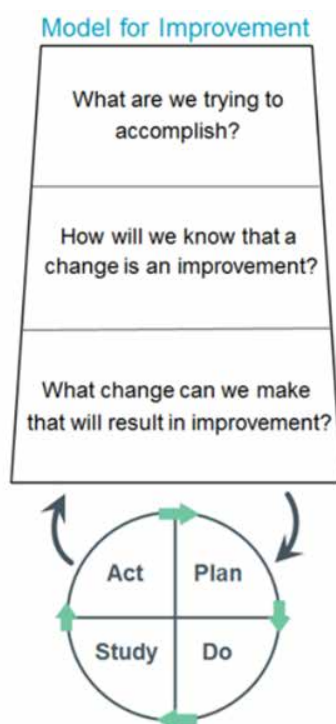 Model for Improvement
What are we trying to
accomplish?
How will we know that a
change is an improvement?
What change can we make
that will result in improvement?
Act
Plan
Study
Do